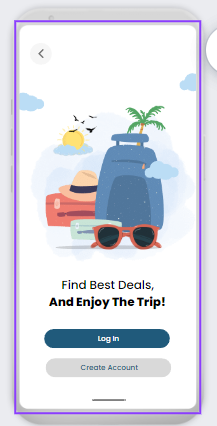 Find Best Deals,
And Enjoy The Trip!
Log In
Create Account